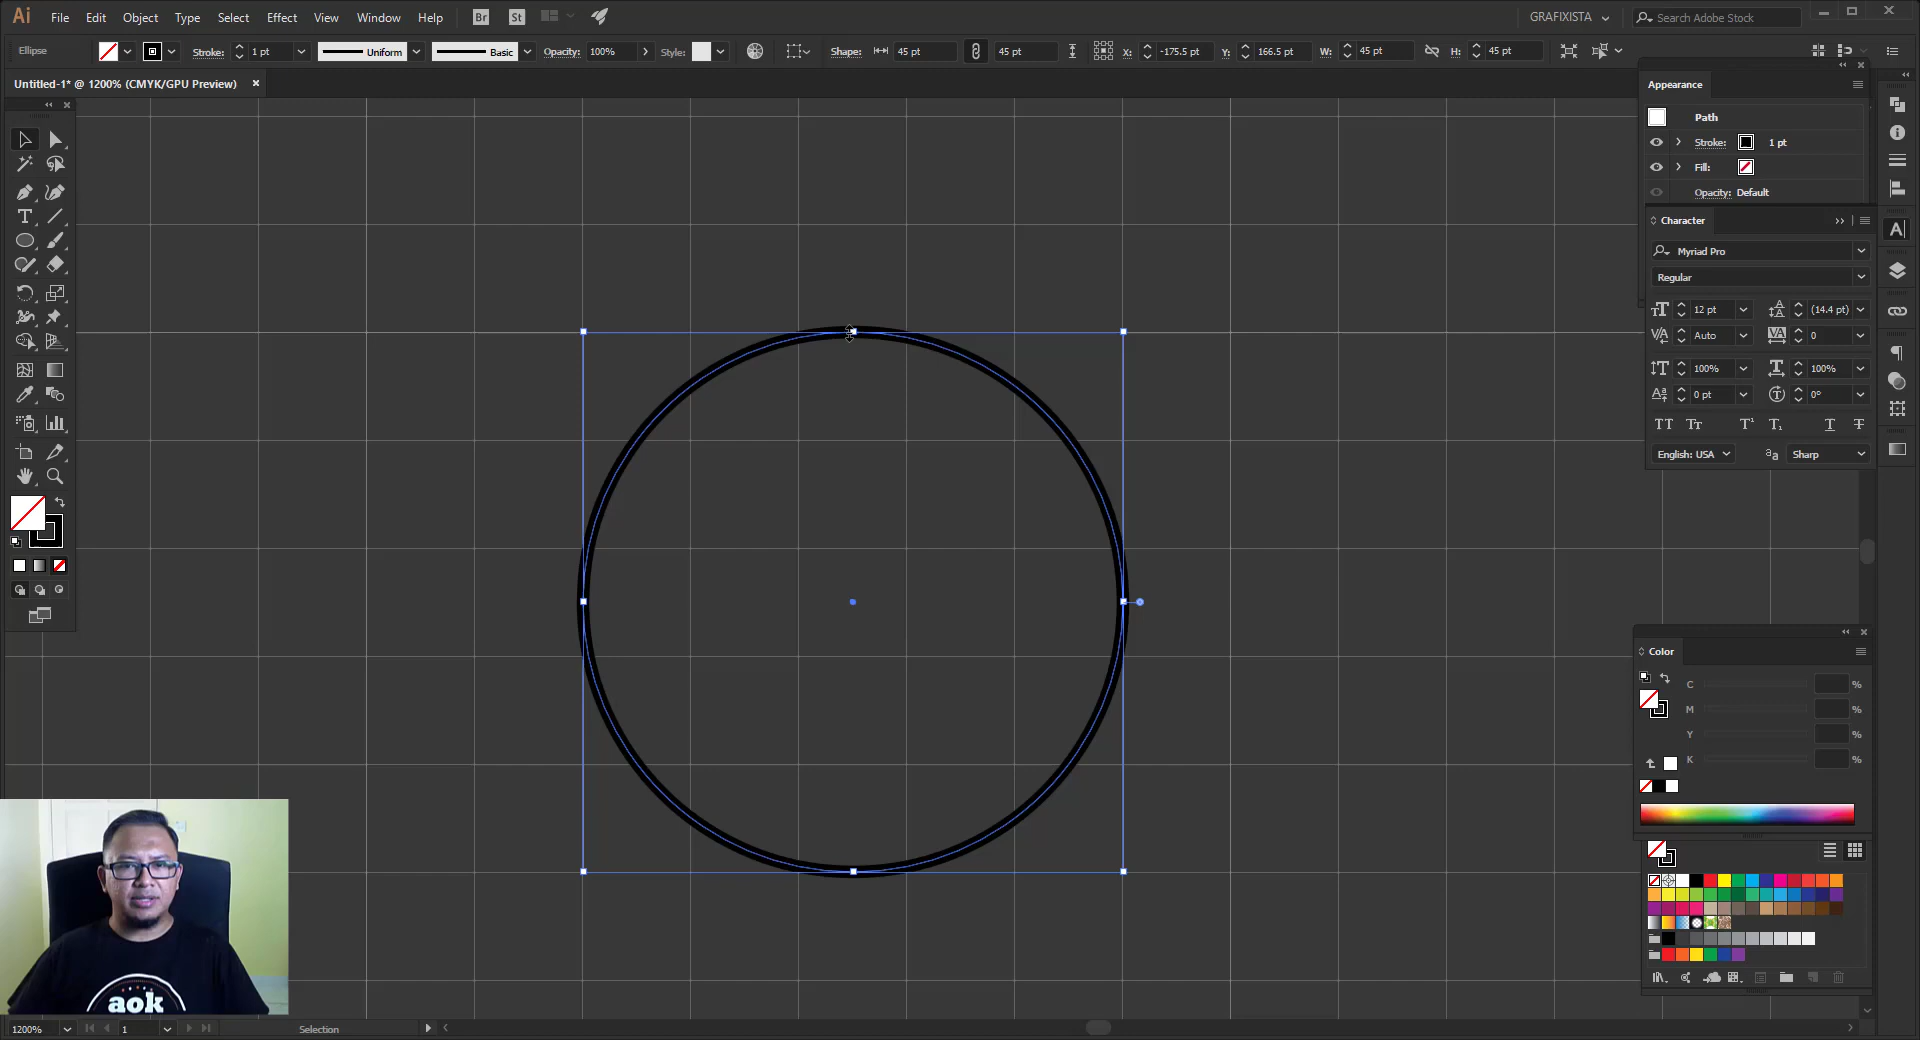 Ai File Edit Object Type Select Effect View Window Help Br St GRAFIXISTA Search Adobe Stock
Ellipse Stroke: 1 pt Uniform Basic Opacity: 100% Style: Shape: 45 pt 45 pt X: -175.5 pt Y: 166.5 pt W: 45 pt H: 45 pt
Untitled-1* @ 1200% (CMYK/GPU Preview)
Appearance
Path
Stroke: 1 pt
Fill:
Opacity: Default
Character
Myriad Pro
Regular
12 pt (14.4 pt)
Auto 0
100% 100%
0 pt 0°
English: USA Sharp
Color
C %
M %
Y %
K %
aok
1200% 1 Selection